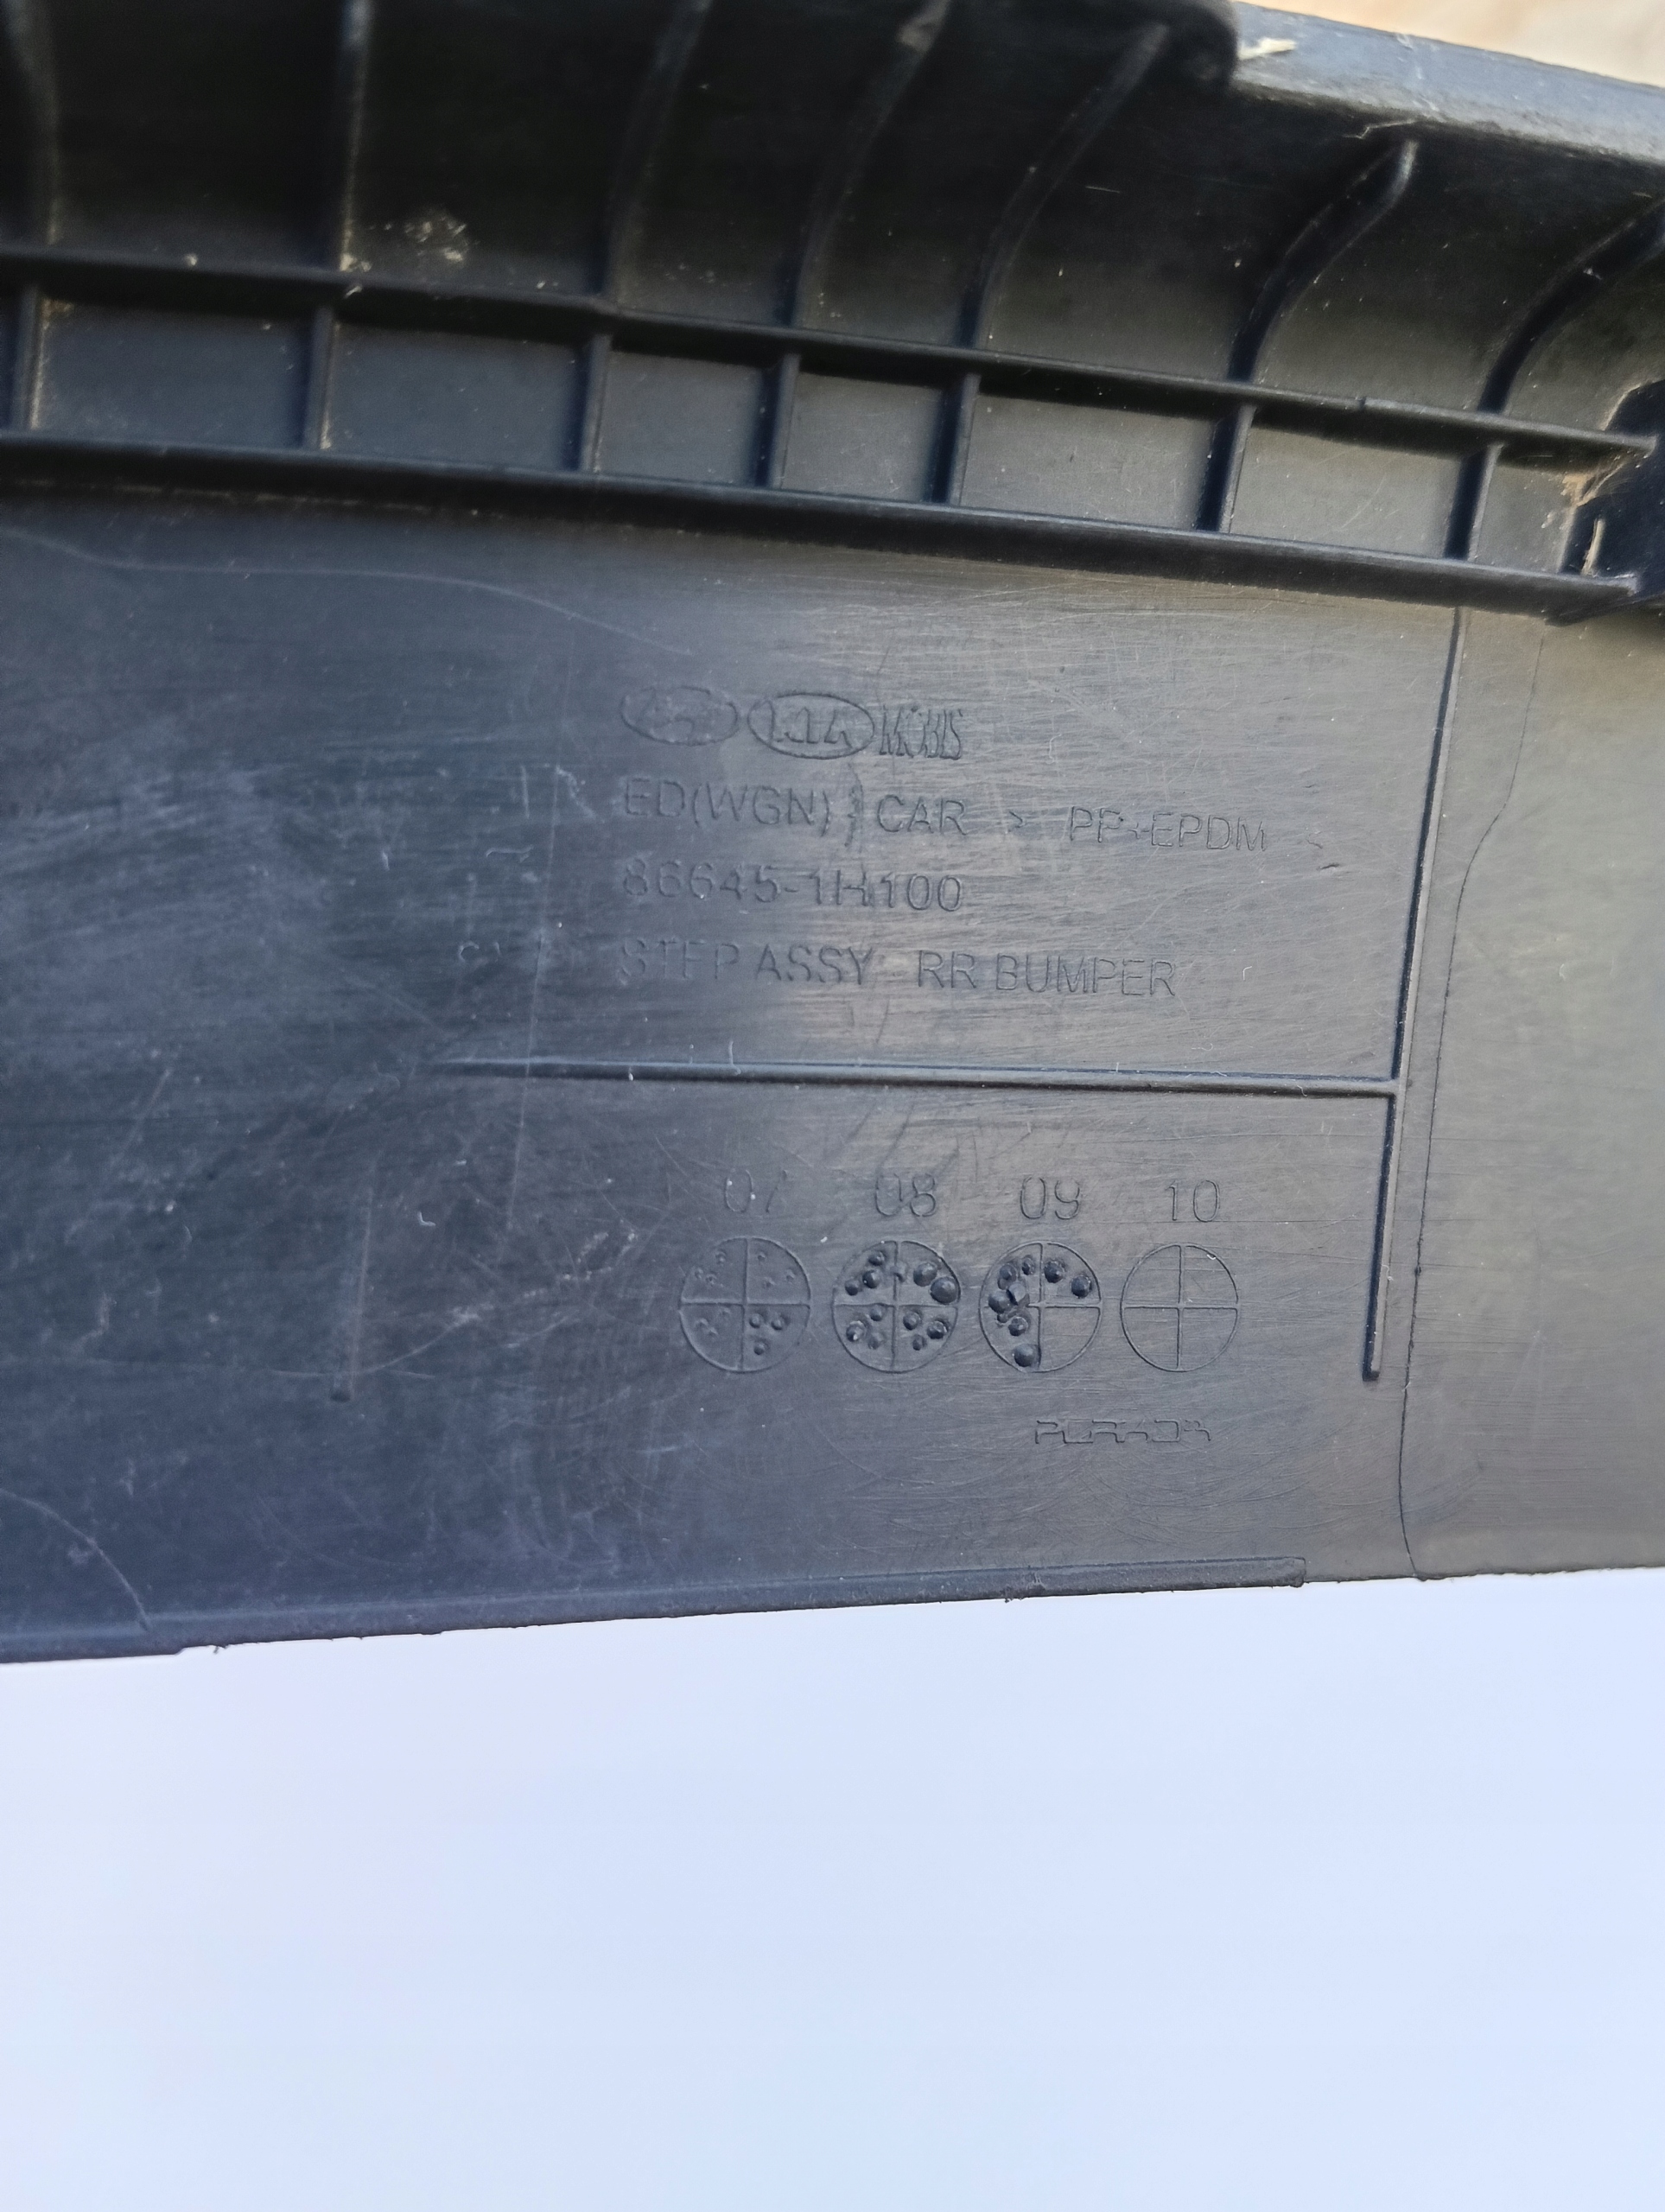 KIA MOBIS
ED(WGN) CAR > PP+EPDM <
86645-1H100
STEP ASSY RR BUMPER
07 08 09 10